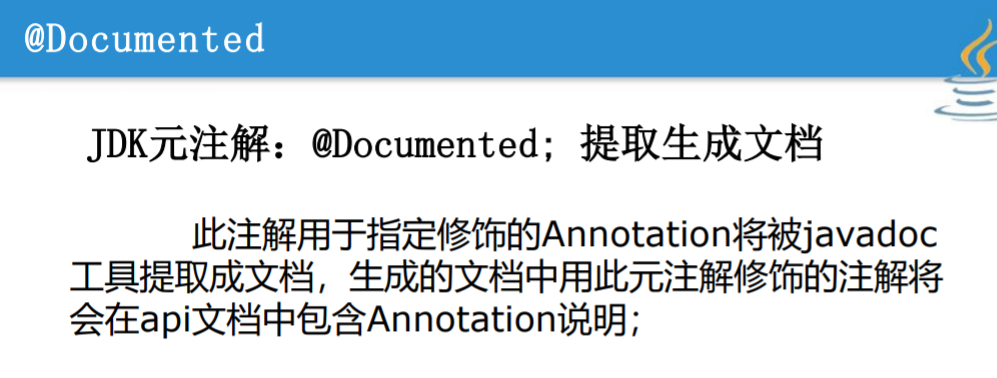 @Documented
JDK元注解：@Documented；提取生成文档
此注解用于指定修饰的Annotation将被javadoc
工具提取成文档，生成的文档中用此元注解修饰的注解将
会在api文档中包含Annotation说明；